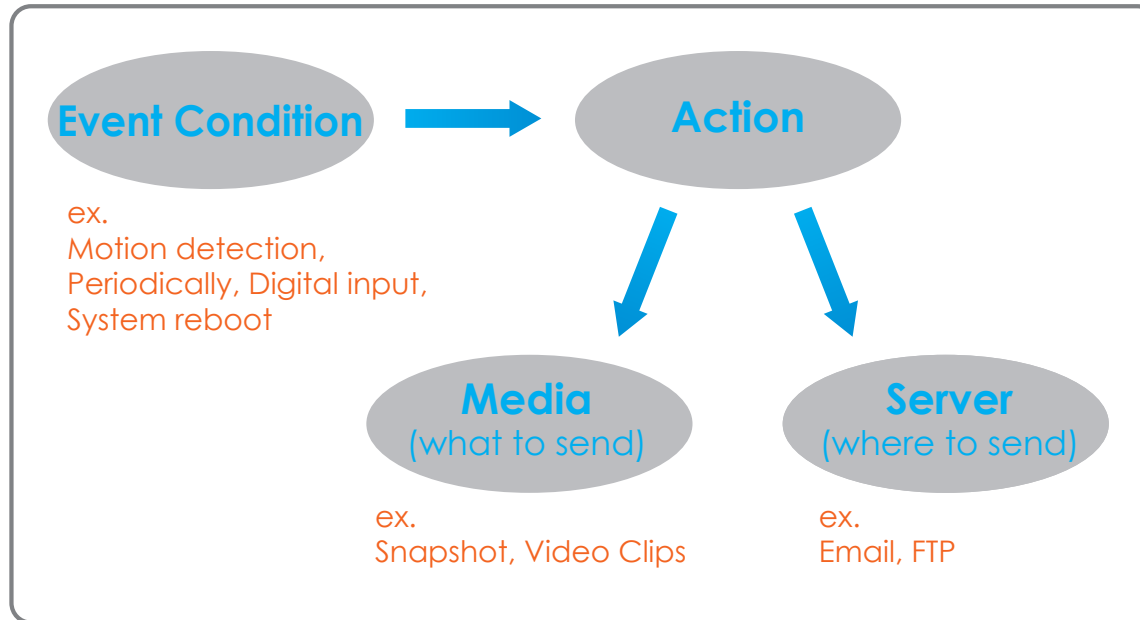 Event Condition
Action
ex.
Motion detection,
Periodically, Digital input,
System reboot
Media
(what to send)
Server
(where to send)
ex.
Snapshot, Video Clips
ex.
Email, FTP